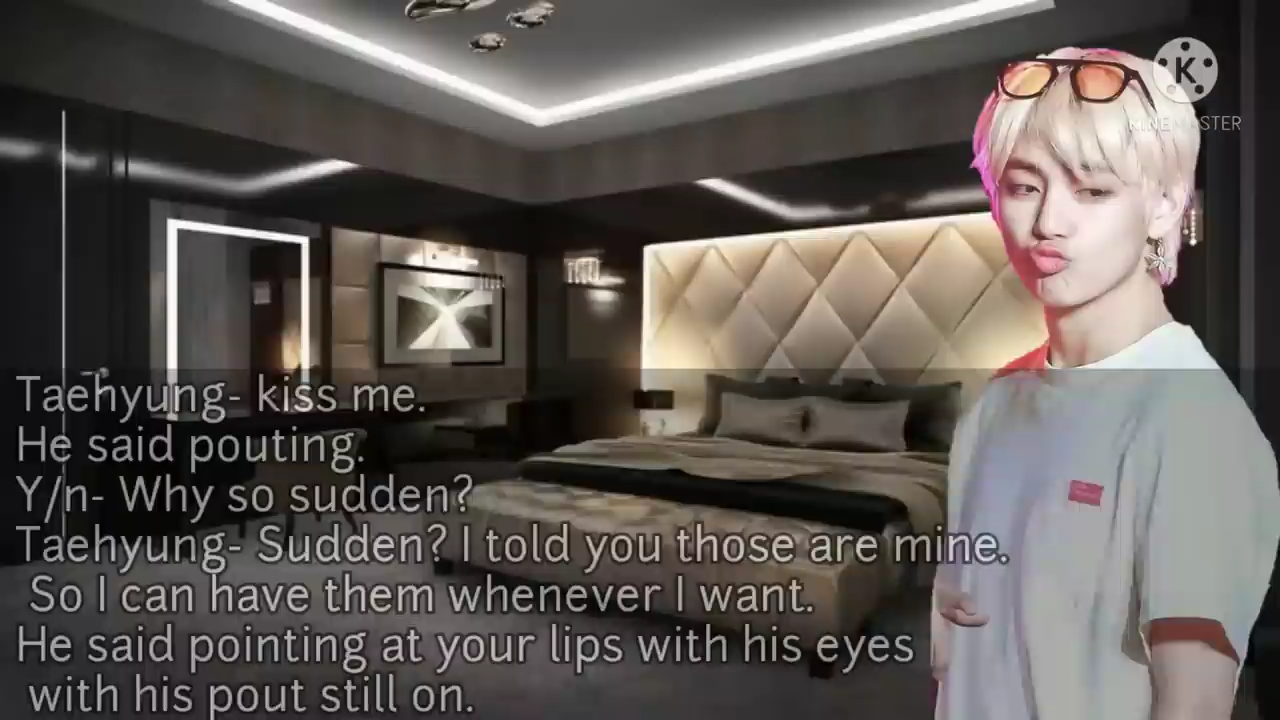 KINEMASTER
Taehyung- kiss me.
He said pouting.
Y/n- Why so sudden?
Taehyung- Sudden? I told you those are mine.
So I can have them whenever I want.
He said pointing at your lips with his eyes
with his pout still on.